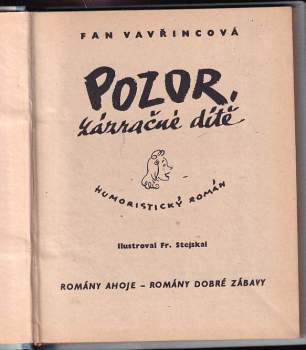 FAN VAVŘINCOVÁ
POZOR,
zázračné dítě
HUMORISTICKÝ ROMÁN
Ilustroval Fr. Stejskal
ROMÁNY AHOJE – ROMÁNY DOBRÉ ZÁBAVY